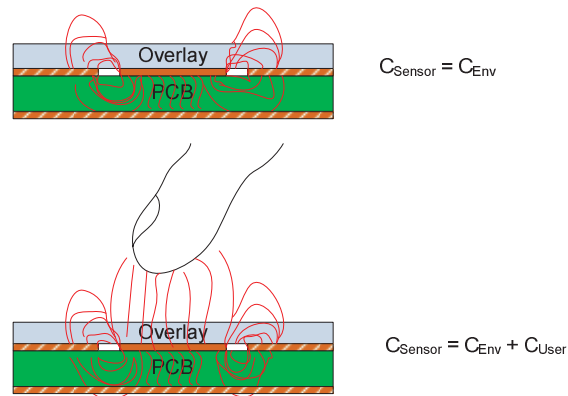 Overlay
PCB
CSensor = CEnv
Overlay
PCB
CSensor = CEnv + CUser